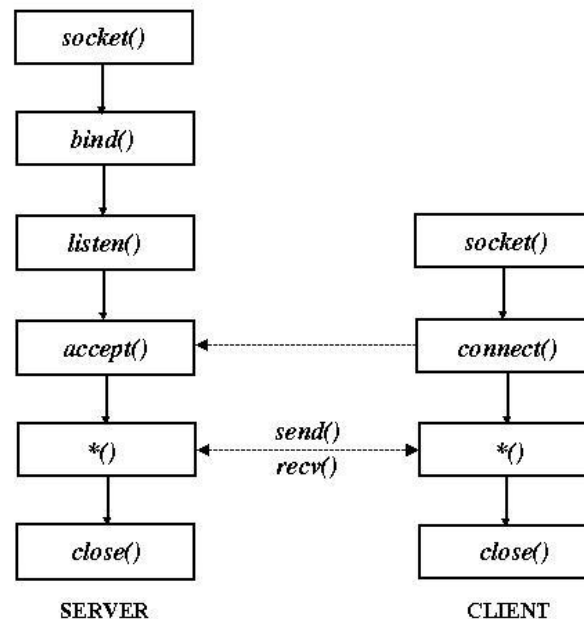 socket()
bind()
listen()
accept()
*()
close()
SERVER
send()
recv()
socket()
connect()
*()
close()
CLIENT